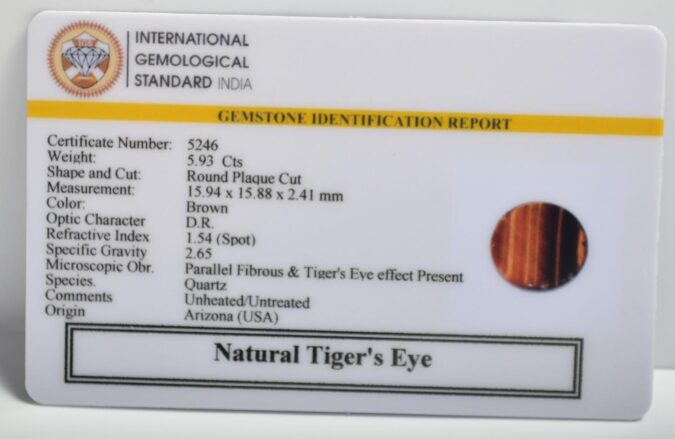 INTERNATIONAL
GEMOLOGICAL
STANDARD INDIA
GEMSTONE IDENTIFICATION REPORT
Certificate Number: 5246
Weight: 5.93 Cts
Shape and Cut: Round Plaque Cut
Measurement: 15.94 x 15.88 x 2.41 mm
Color: Brown
Optic Character D.R.
Refractive Index 1.54 (Spot)
Specific Gravity 2.65
Microscopic Obr. Parallel Fibrous & Tiger's Eye effect Present
Species. Quartz
Comments Unheated/Untreated
Origin Arizona (USA)
Natural Tiger's Eye